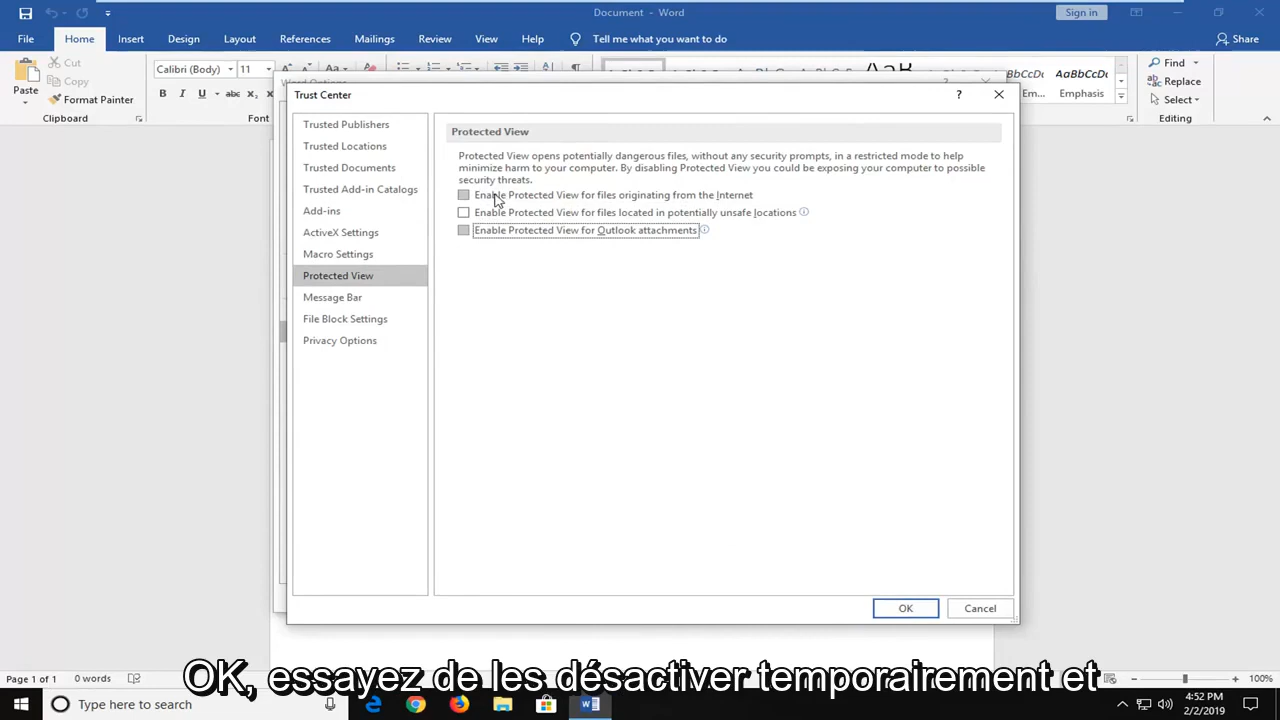 Document - Word
Sign in
File
Home
Insert
Design
Layout
References
Mailings
Review
View
Help
Tell me what you want to do
Share
Paste
Cut
Copy
Format Painter
Clipboard
Calibri (Body)
11
B I U abc
Font
Em...
AaBbCcDc
Emphasis
Find
Replace
Select
Editing
Trust Center
Trusted Publishers
Trusted Locations
Trusted Documents
Trusted Add-in Catalogs
Add-ins
ActiveX Settings
Macro Settings
Protected View
Message Bar
File Block Settings
Privacy Options
Protected View
Protected View opens potentially dangerous files, without any security prompts, in a restricted mode to help
minimize harm to your computer. By disabling Protected View you could be exposing your computer to possible
security threats.
Enable Protected View for files originating from the Internet
Enable Protected View for files located in potentially unsafe locations
Enable Protected View for Outlook attachments
OK
Cancel
OK, essayez de les désactiver temporairement et
Page 1 of 1
0 words
100%
Type here to search
4:52 PM
2/2/2019